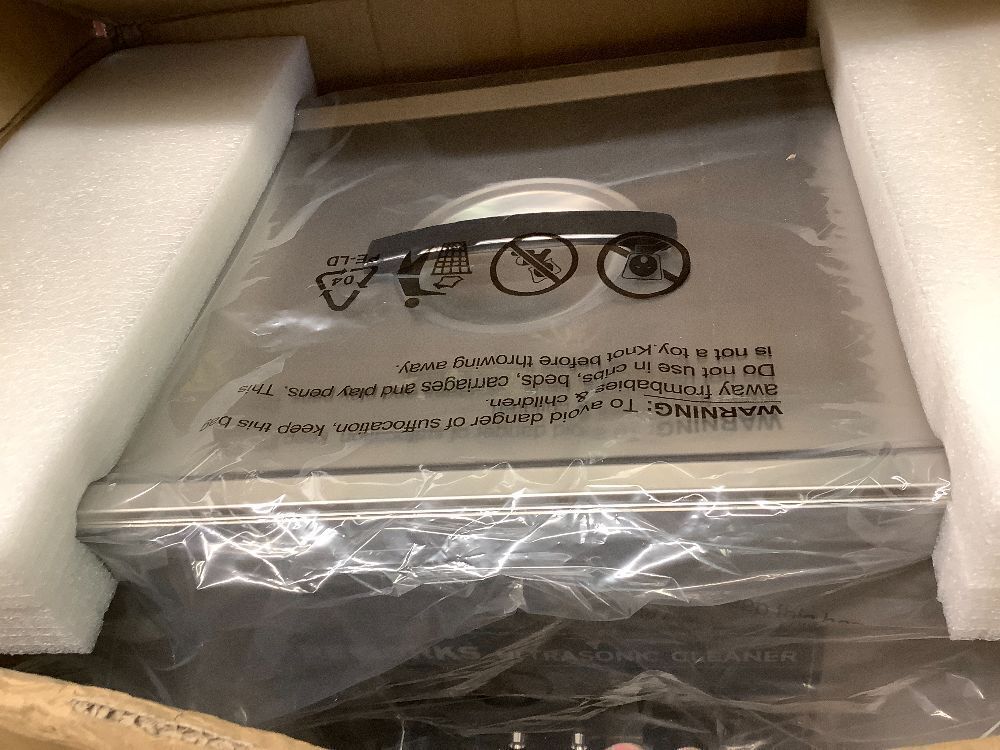 WARNING: To avoid danger of suffocation, keep this bag
away frombabies & children.
Do not use in cribs, beds, carriages and play pens. This
is not a toy.Knot before throwing away.
04
PE-LD
ULTRASONIC CLEANER